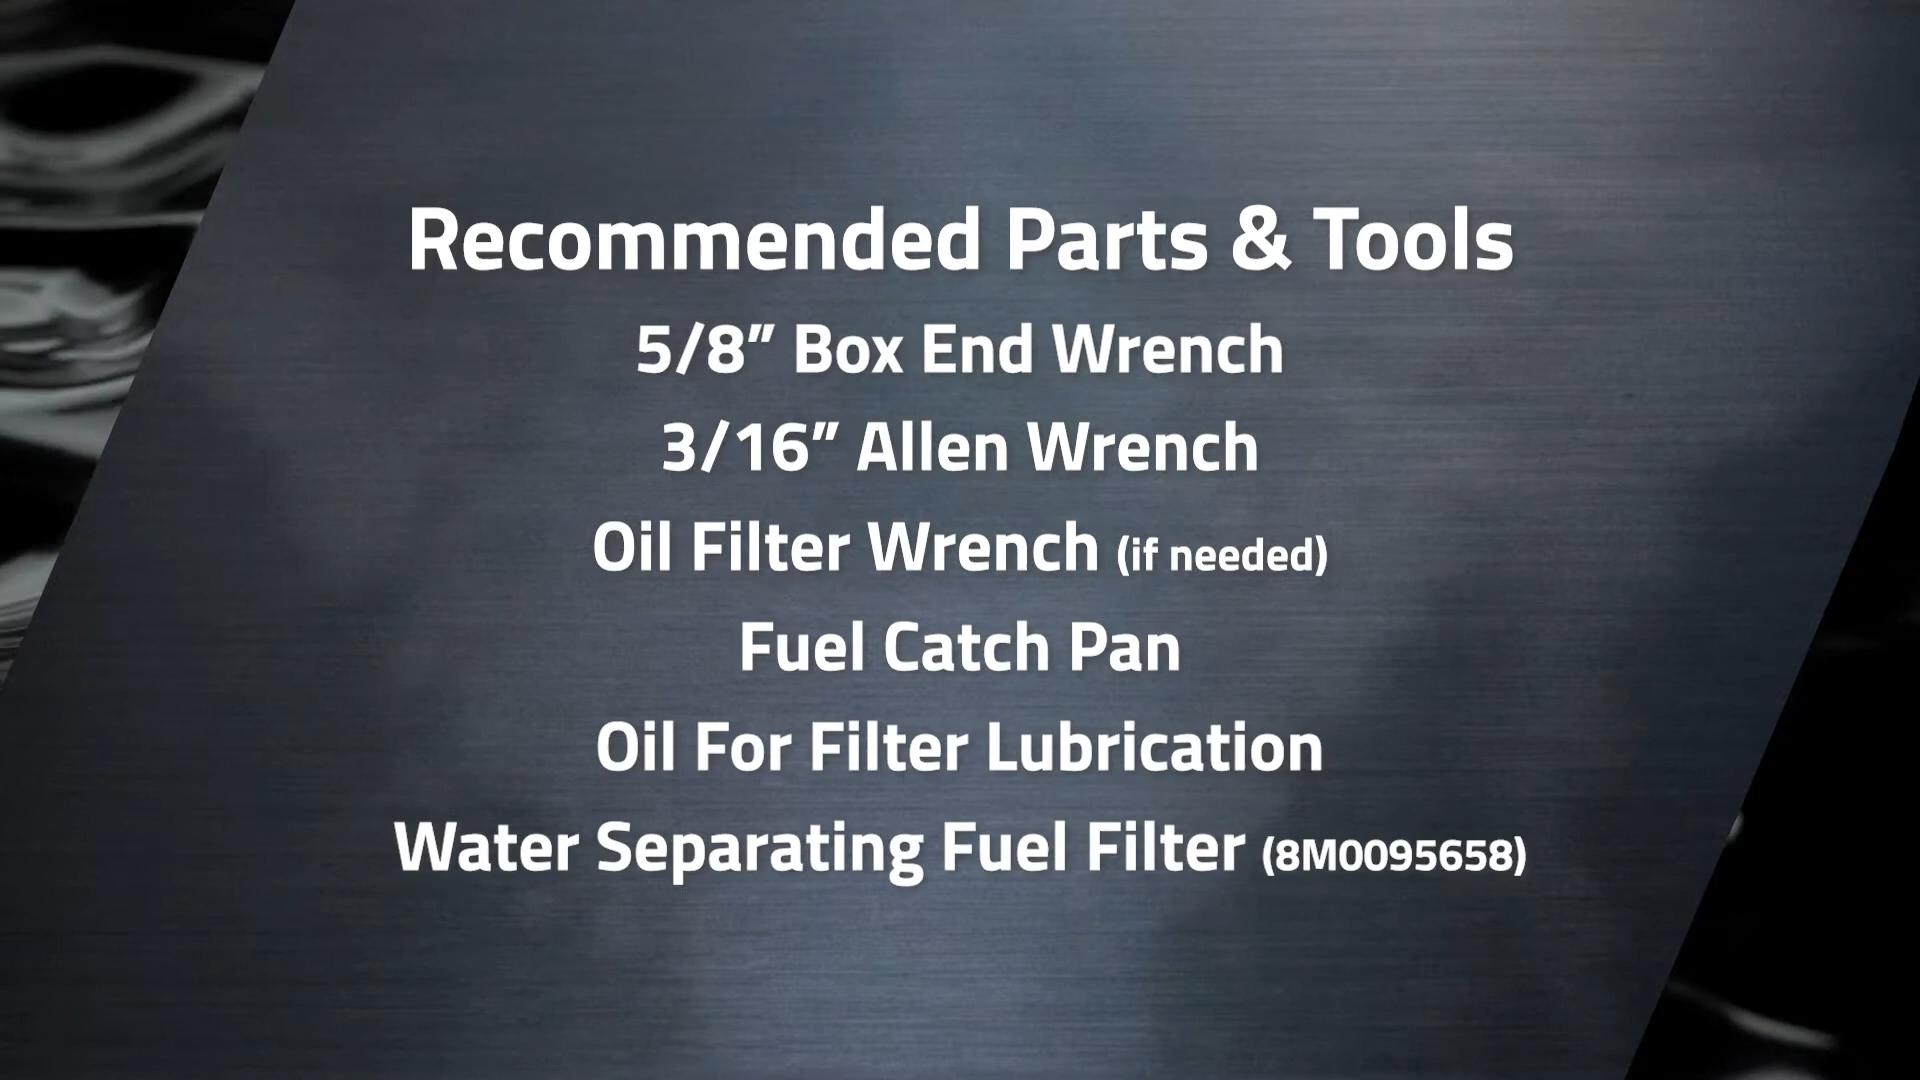 Recommended Parts & Tools
5/8” Box End Wrench
3/16” Allen Wrench
Oil Filter Wrench (if needed)
Fuel Catch Pan
Oil For Filter Lubrication
Water Separating Fuel Filter (8M0095658)